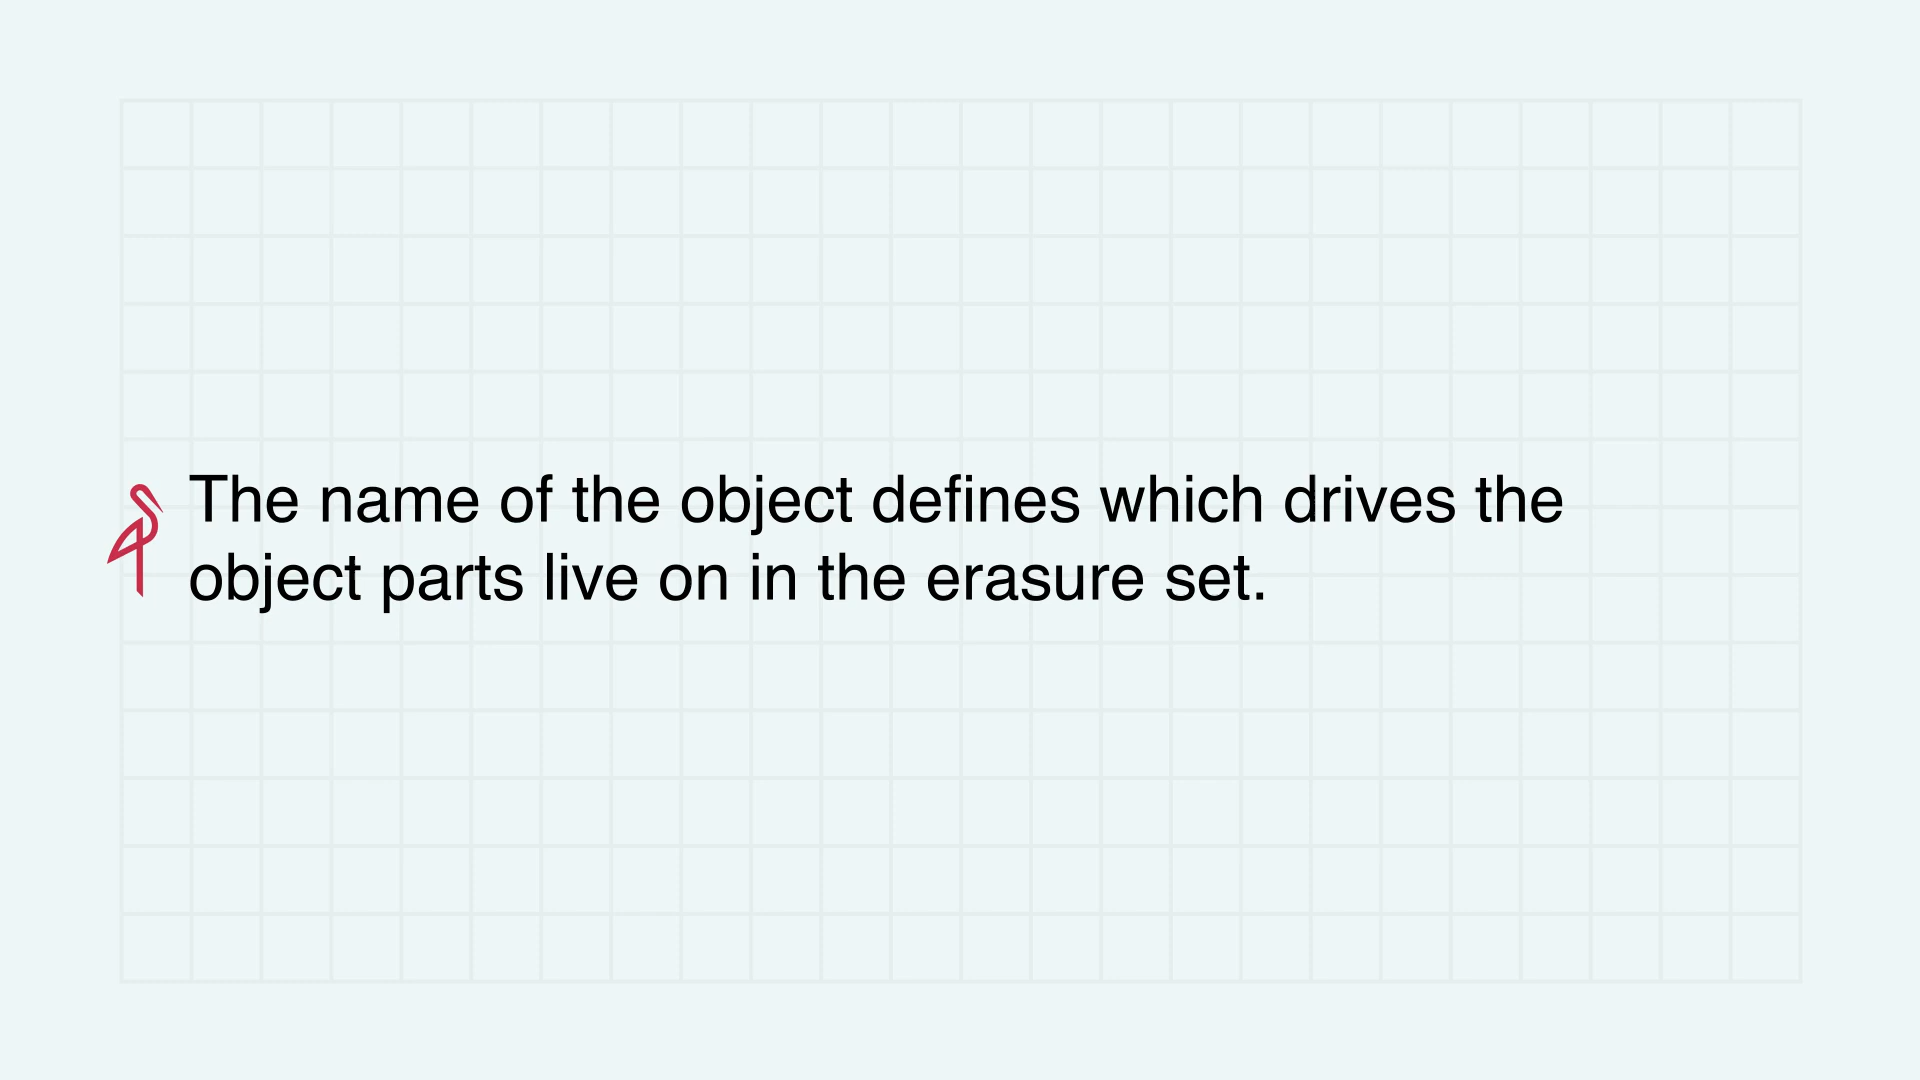 The name of the object defines which drives the
object parts live on in the erasure set.